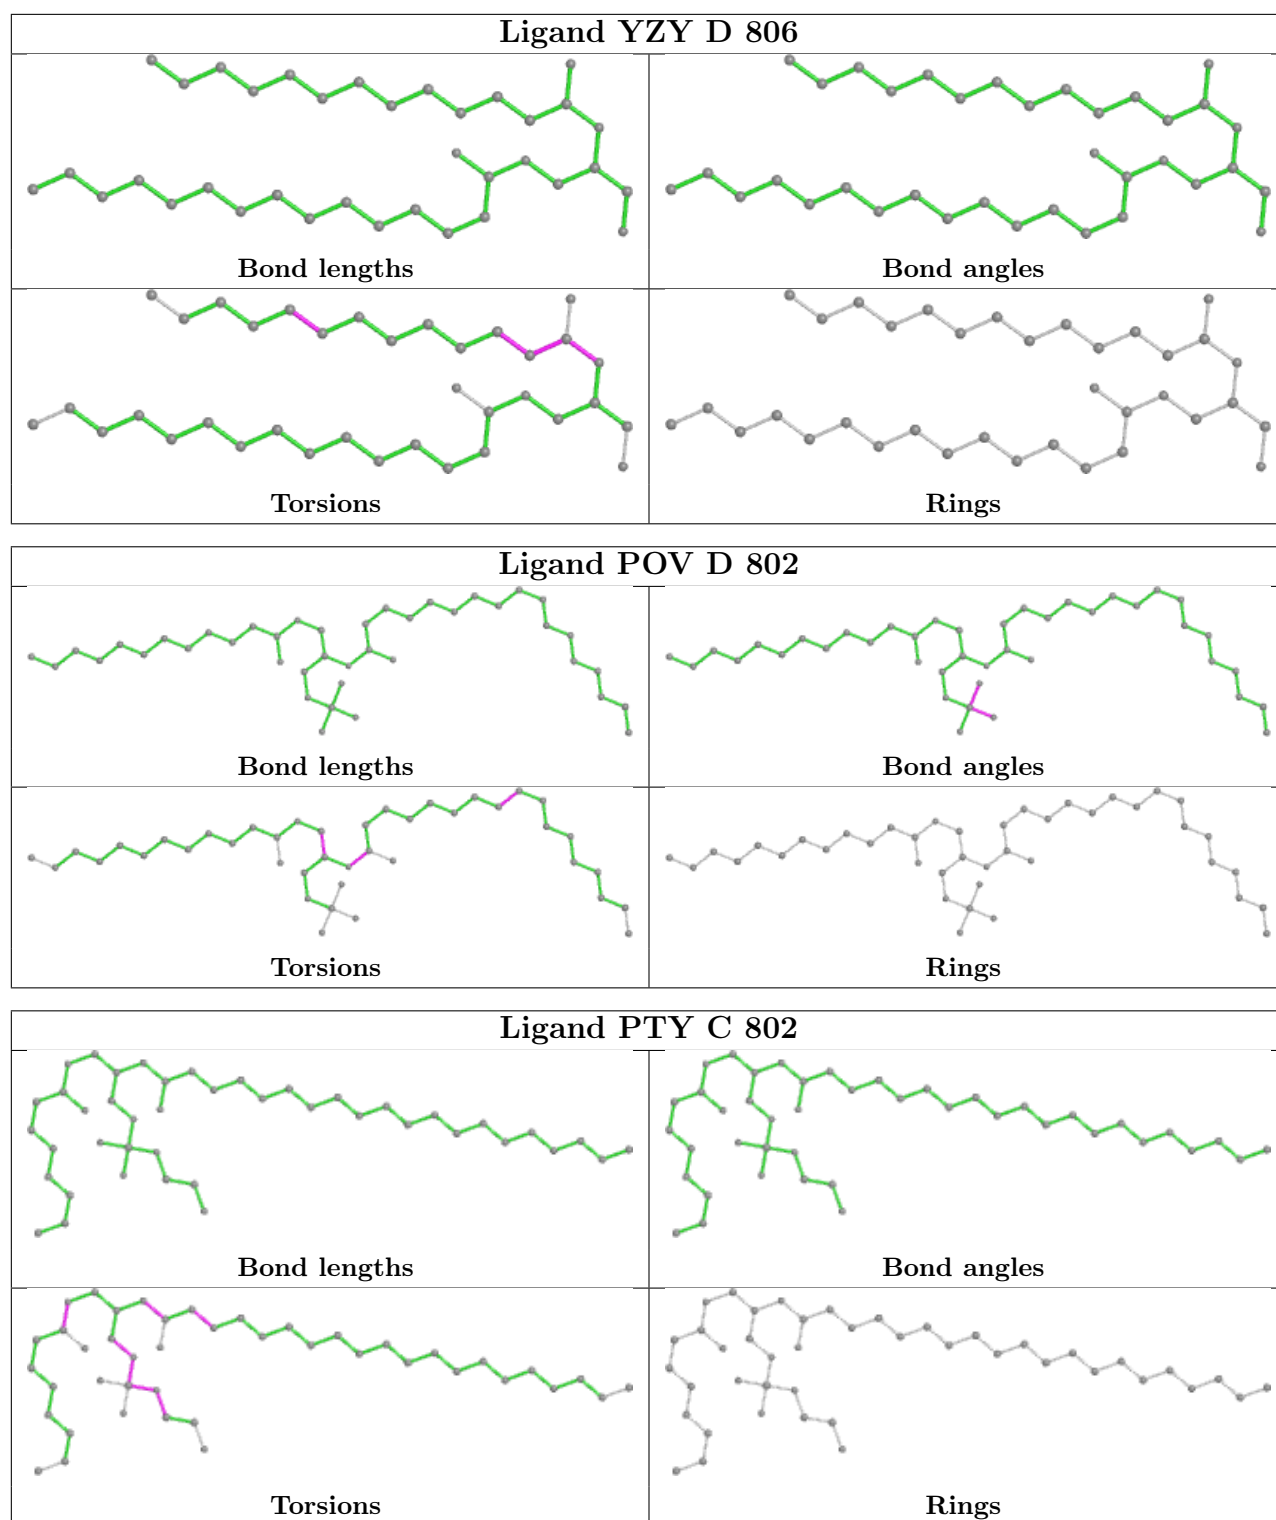 Ligand YZY D 806
Bond lengths
Bond angles
Torsions
Rings
Ligand POV D 802
Bond lengths
Bond angles
Torsions
Rings
Ligand PTY C 802
Bond lengths
Bond angles
Torsions
Rings